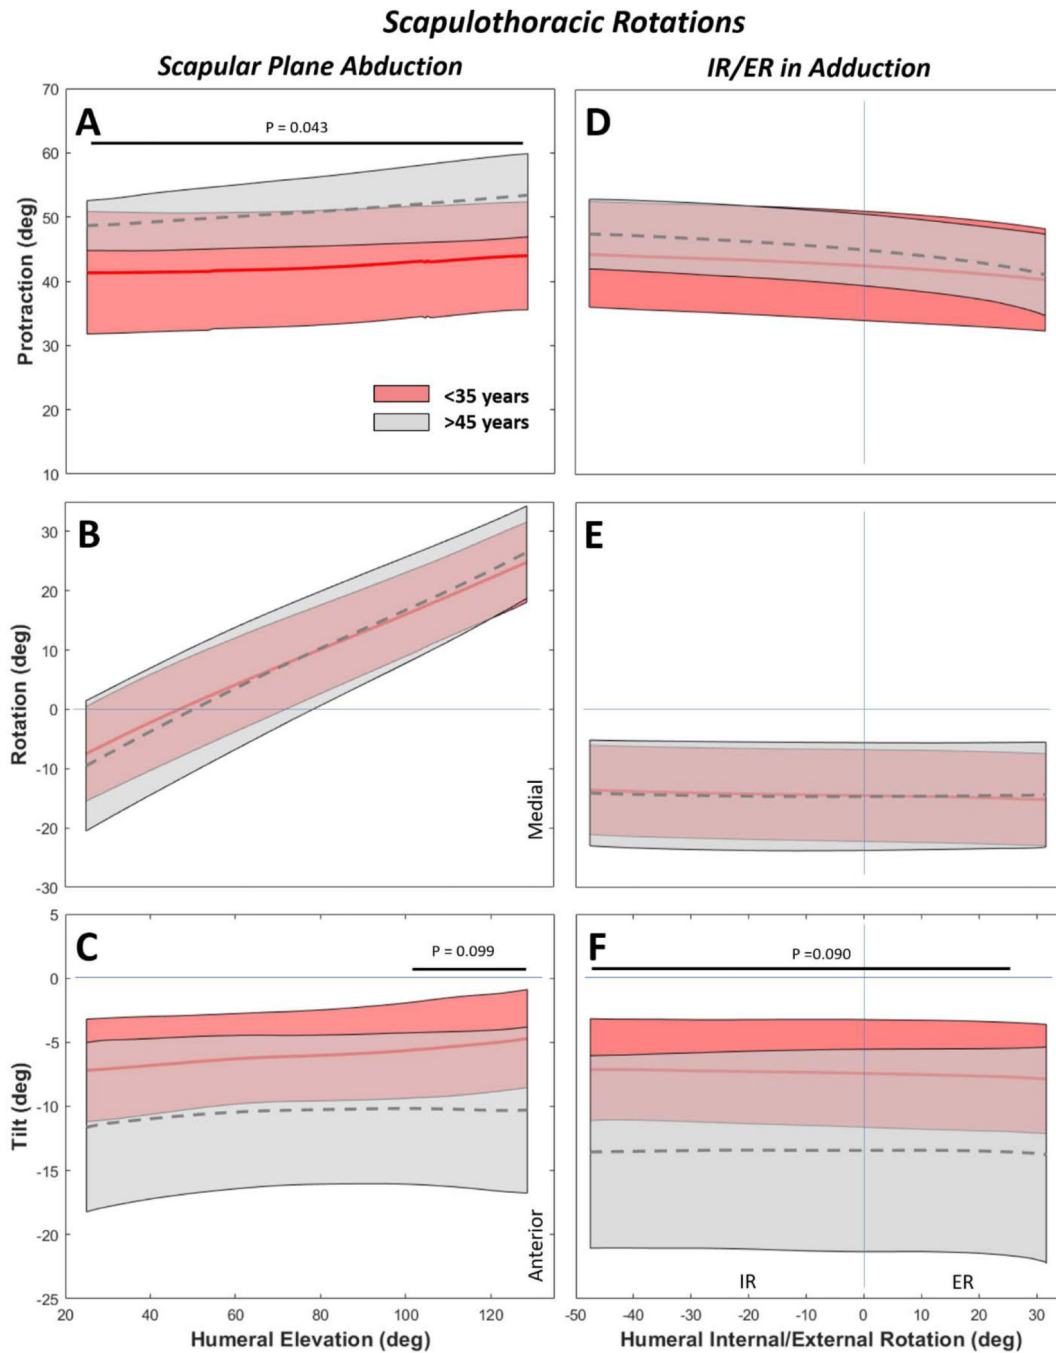 Scapulothoracic Rotations
Scapular Plane Abduction
IR/ER in Adduction
A
P = 0.043
Protraction (deg)
70
60
50
40
30
20
10
<35 years
>45 years
D
B
Rotation (deg)
30
20
10
0
-10
-20
-30
Medial
E
C
P = 0.099
Tilt (deg)
5
0
-5
-10
-15
-20
-25
Anterior
20 40 60 80 100 120
Humeral Elevation (deg)
F
P =0.090
IR
ER
-50 -40 -30 -20 -10 0 10 20 30
Humeral Internal/External Rotation (deg)